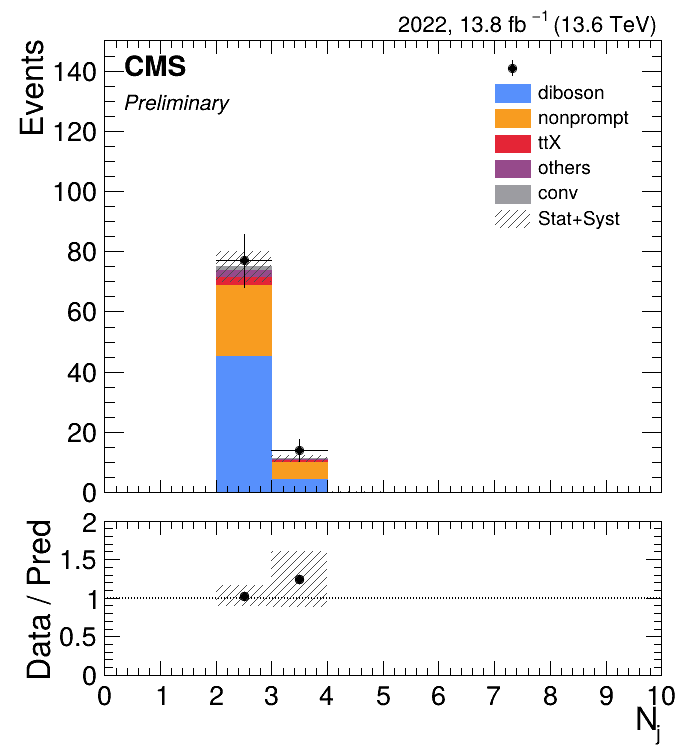 2022, 13.8 fb⁻¹ (13.6 TeV)
Events
CMS
Preliminary
diboson
nonprompt
ttX
others
conv
Stat+Syst
140
120
100
80
60
40
20
0
Data / Pred
2
1.5
1
0.5
0
0 1 2 3 4 5 6 7 8 9 10
N_j